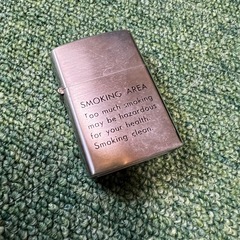 SMOKING AREA
Too much smoking
may be hazardous
for your health.
Smoking clean.